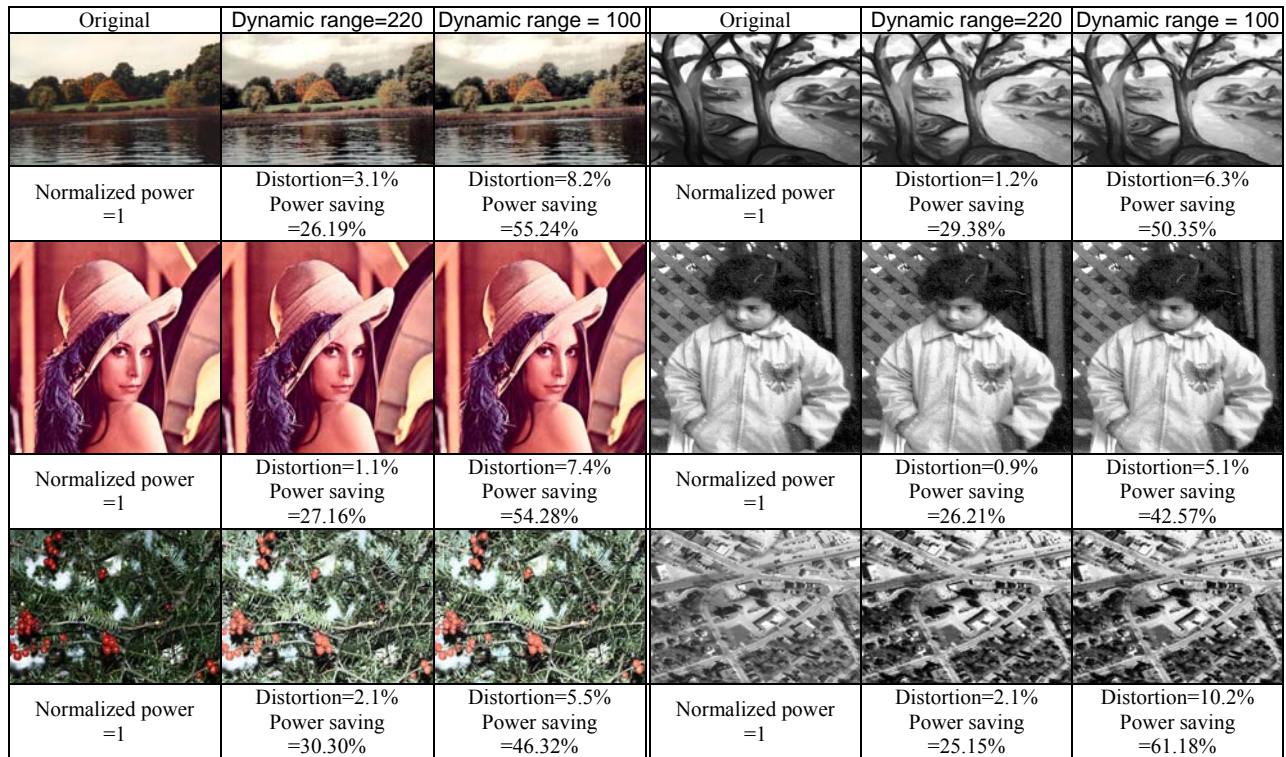 Original Dynamic range=220 Dynamic range = 100 Original Dynamic range=220 Dynamic range = 100
Normalized power
=1
Distortion=3.1%
Power saving
=26.19%
Distortion=8.2%
Power saving
=55.24%
Normalized power
=1
Distortion=1.2%
Power saving
=29.38%
Distortion=6.3%
Power saving
=50.35%
Normalized power
=1
Distortion=1.1%
Power saving
=27.16%
Distortion=7.4%
Power saving
=54.28%
Normalized power
=1
Distortion=0.9%
Power saving
=26.21%
Distortion=5.1%
Power saving
=42.57%
Normalized power
=1
Distortion=2.1%
Power saving
=30.30%
Distortion=5.5%
Power saving
=46.32%
Normalized power
=1
Distortion=2.1%
Power saving
=25.15%
Distortion=10.2%
Power saving
=61.18%